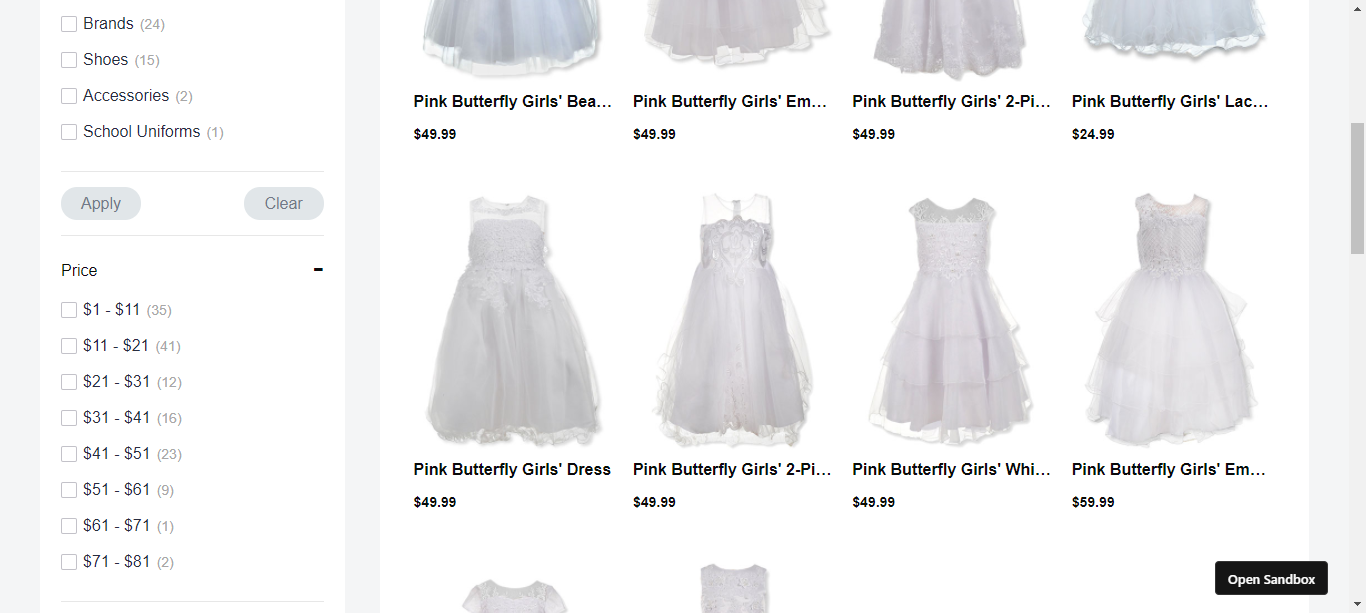 Brands (24)
Shoes (15)
Accessories (2)
School Uniforms (1)
Apply
Clear
Price
$1 - $11 (35)
$11 - $21 (41)
$21 - $31 (12)
$31 - $41 (16)
$41 - $51 (23)
$51 - $61 (9)
$61 - $71 (1)
$71 - $81 (2)
Pink Butterfly Girls' Bea...
$49.99
Pink Butterfly Girls' Em...
$49.99
Pink Butterfly Girls' 2-Pi...
$49.99
Pink Butterfly Girls' Lac...
$24.99
Pink Butterfly Girls' Dress
$49.99
Pink Butterfly Girls' 2-Pi...
$49.99
Pink Butterfly Girls' Whi...
$49.99
Pink Butterfly Girls' Em...
$59.99
Open Sandbox